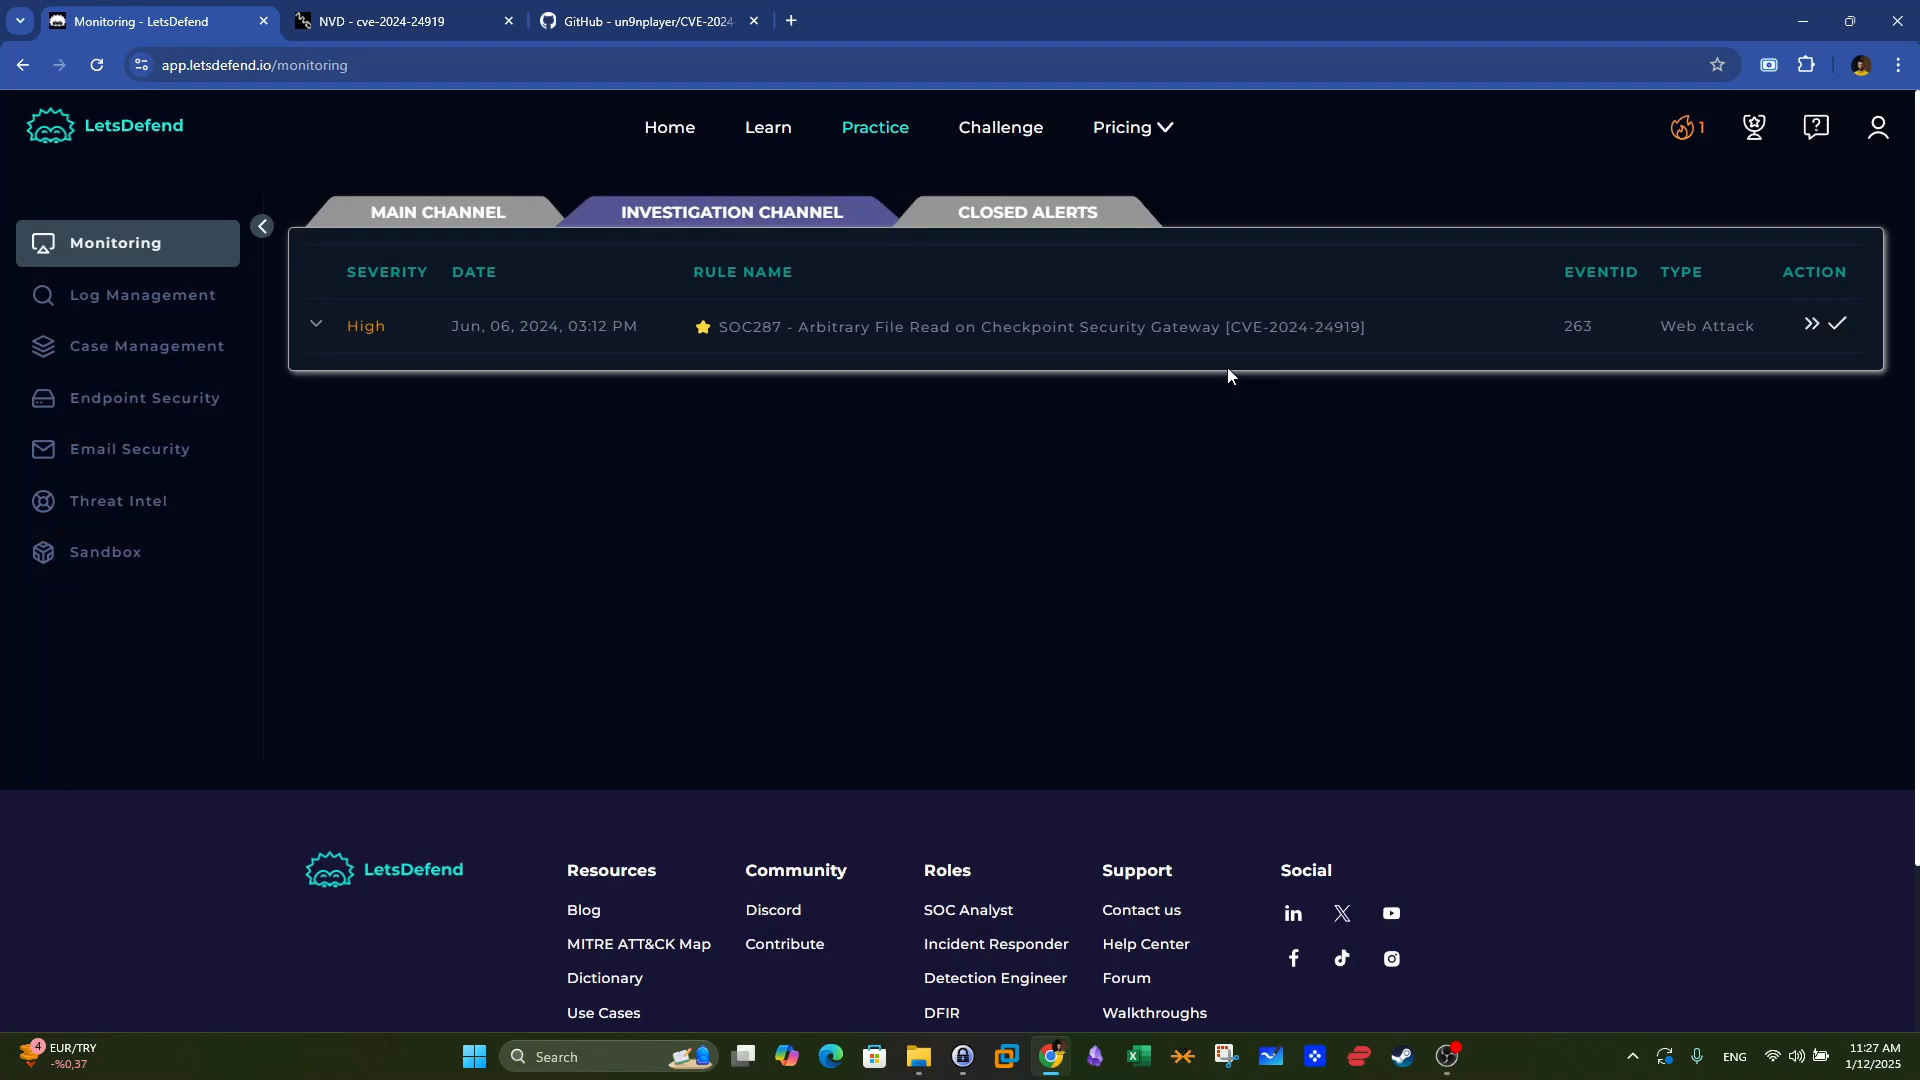 Monitoring - LetsDefend
NVD - cve-2024-24919
GitHub - un9nplayer/CVE-2024-
app.letsdefend.io/monitoring
LetsDefend
Home
Learn
Practice
Challenge
Pricing
1
MAIN CHANNEL
INVESTIGATION CHANNEL
CLOSED ALERTS
Monitoring
Log Management
Case Management
Endpoint Security
Email Security
Threat Intel
Sandbox
SEVERITY DATE RULE NAME EVENTID TYPE ACTION
High Jun, 06, 2024, 03:12 PM SOC287 - Arbitrary File Read on Checkpoint Security Gateway [CVE-2024-24919] 263 Web Attack
LetsDefend
Resources
Blog
MITRE ATT&CK Map
Dictionary
Use Cases
Community
Discord
Contribute
Roles
SOC Analyst
Incident Responder
Detection Engineer
DFIR
Support
Contact us
Help Center
Forum
Walkthroughs
Social
4
EUR/TRY
-%0,37
Search
ENG
11:27 AM
1/12/2025